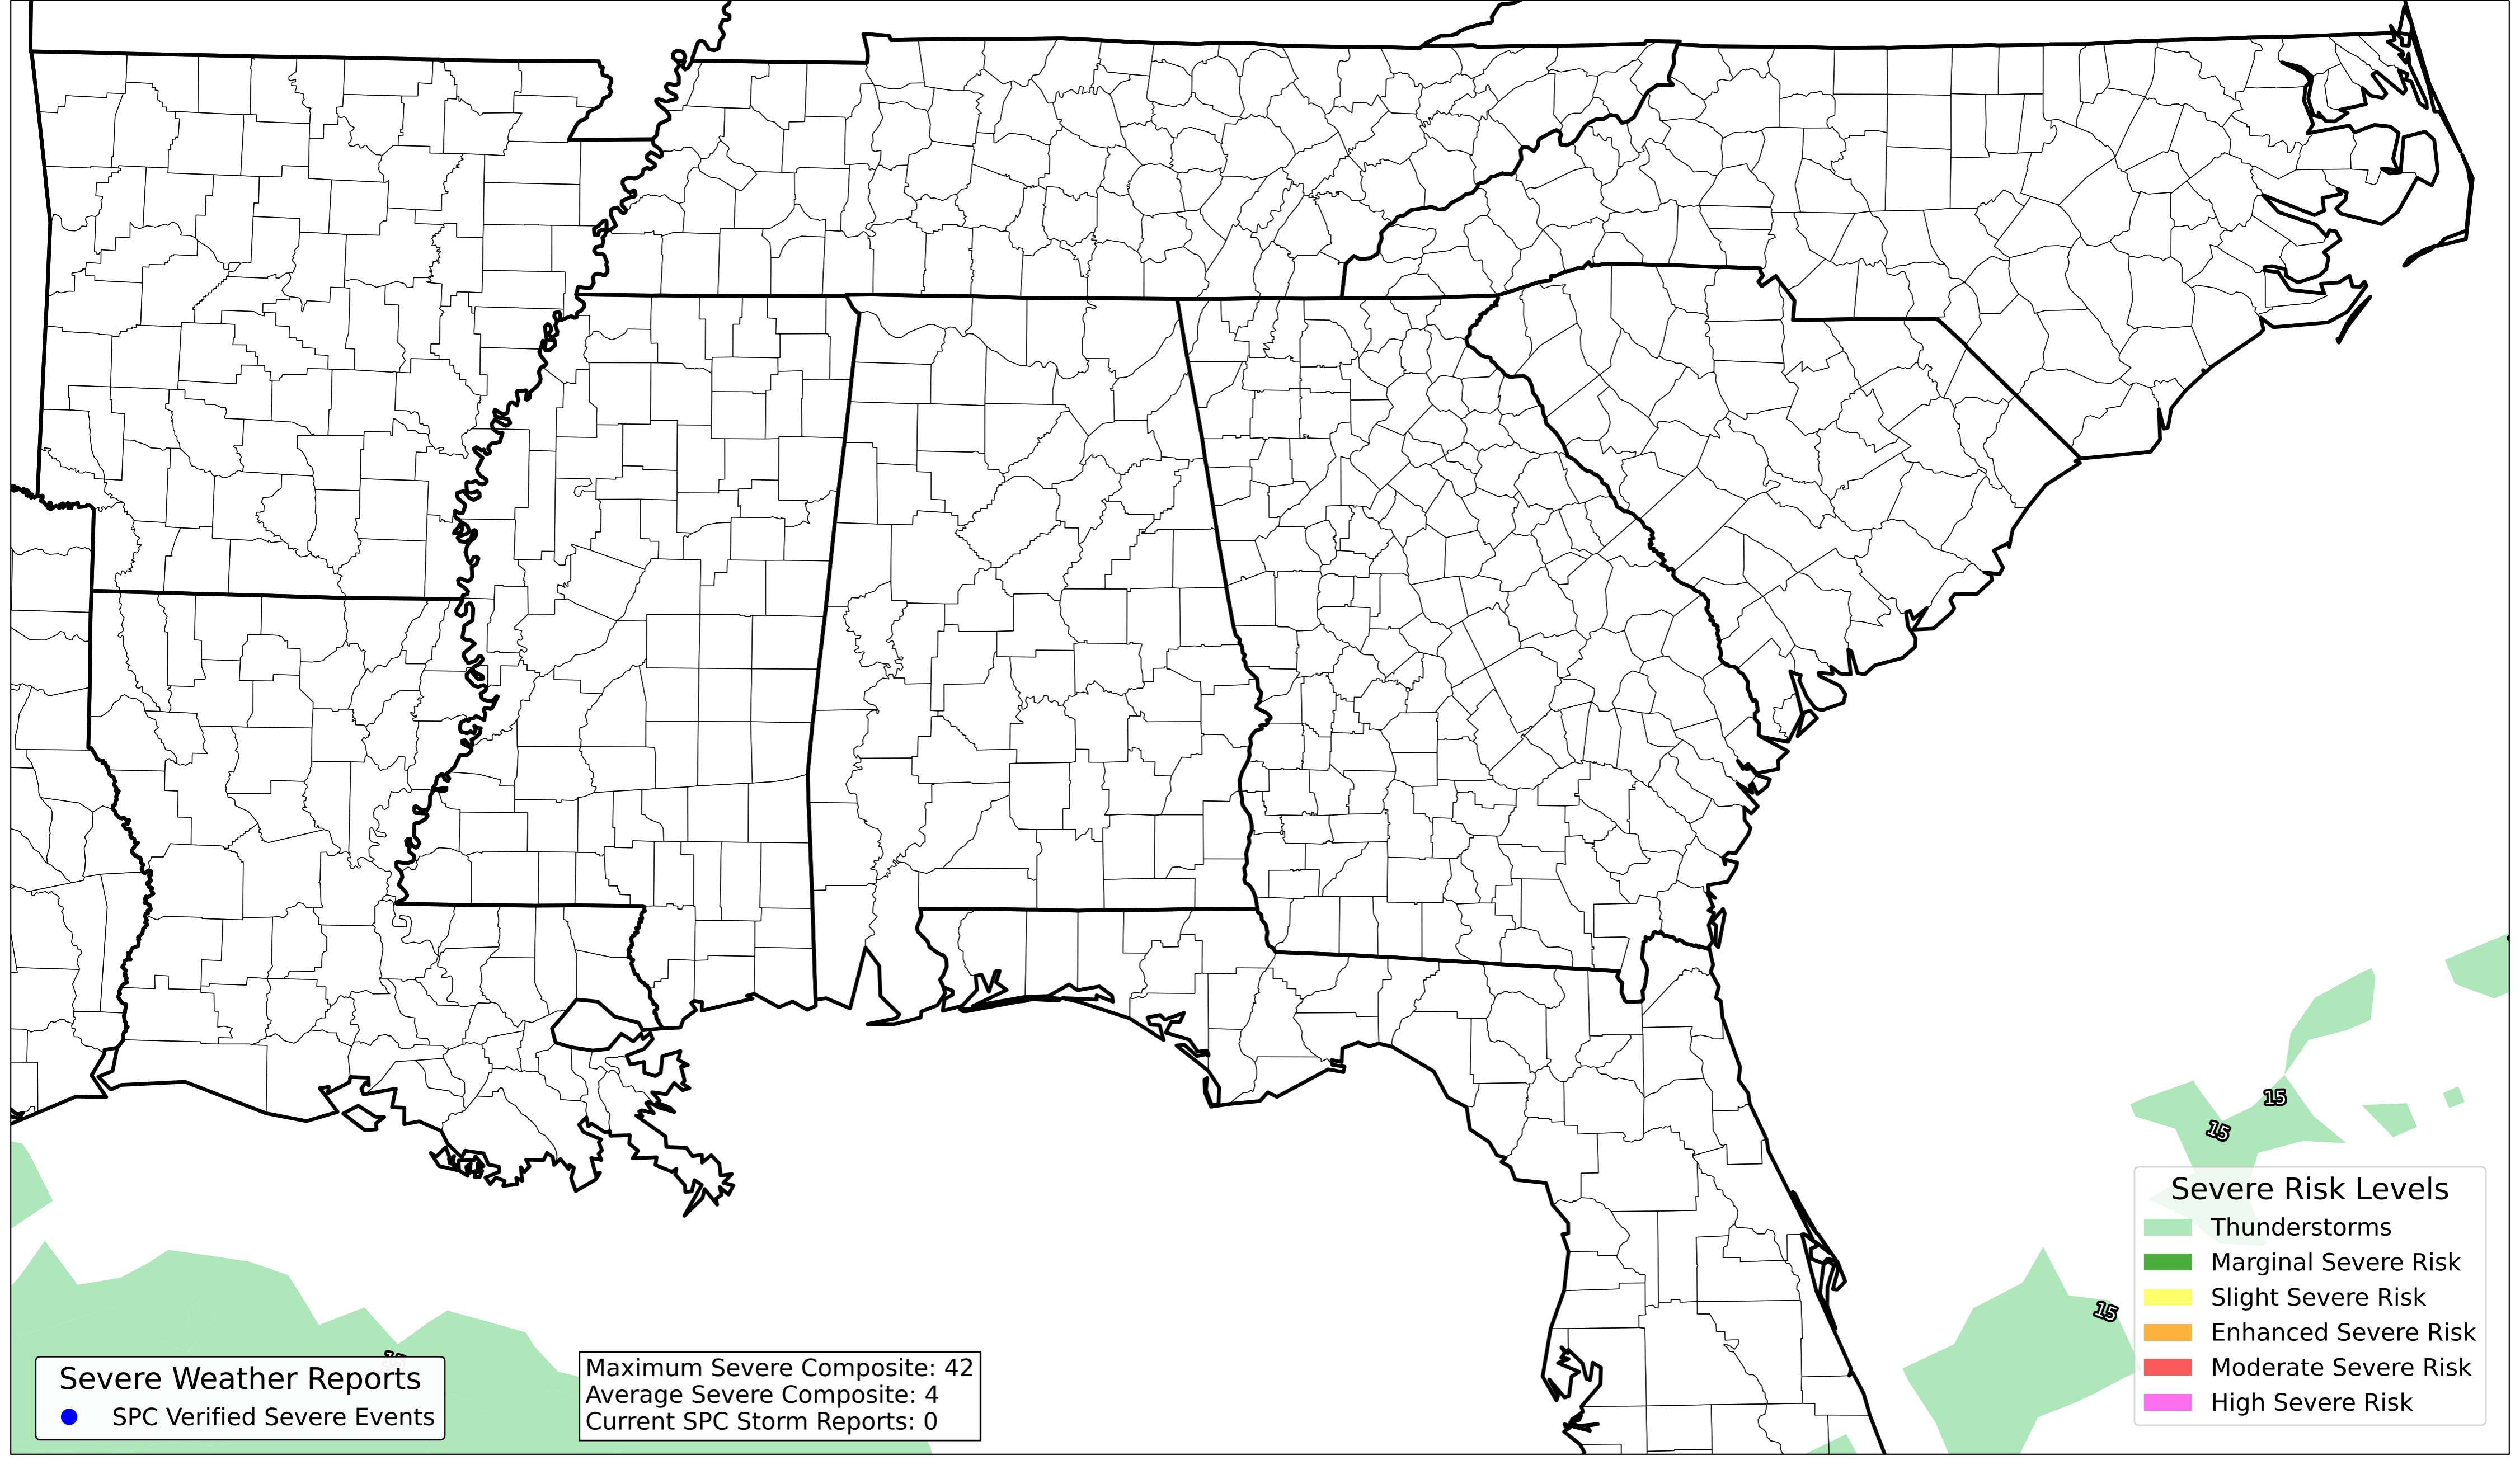 15
15
15
Severe Risk Levels
Thunderstorms
Marginal Severe Risk
Slight Severe Risk
Enhanced Severe Risk
Moderate Severe Risk
High Severe Risk
Severe Weather Reports
SPC Verified Severe Events
Maximum Severe Composite: 42
Average Severe Composite: 4
Current SPC Storm Reports: 0